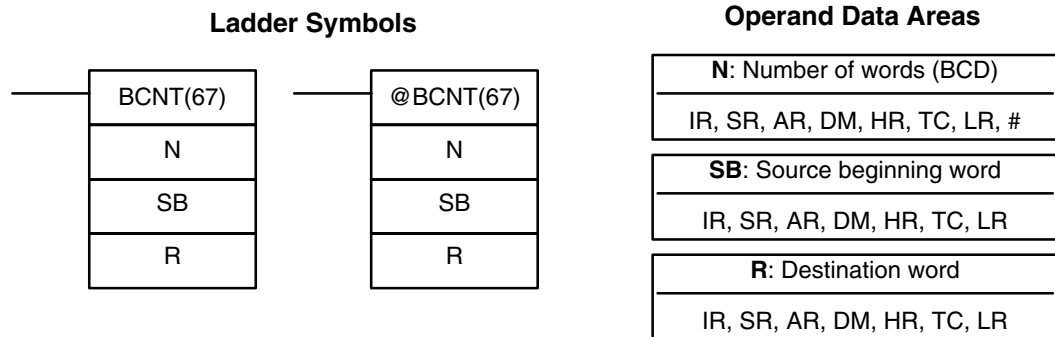 Ladder Symbols
BCNT(67)
N
SB
R
@BCNT(67)
N
SB
R
Operand Data Areas
N: Number of words (BCD)
IR, SR, AR, DM, HR, TC, LR, #
SB: Source beginning word
IR, SR, AR, DM, HR, TC, LR
R: Destination word
IR, SR, AR, DM, HR, TC, LR